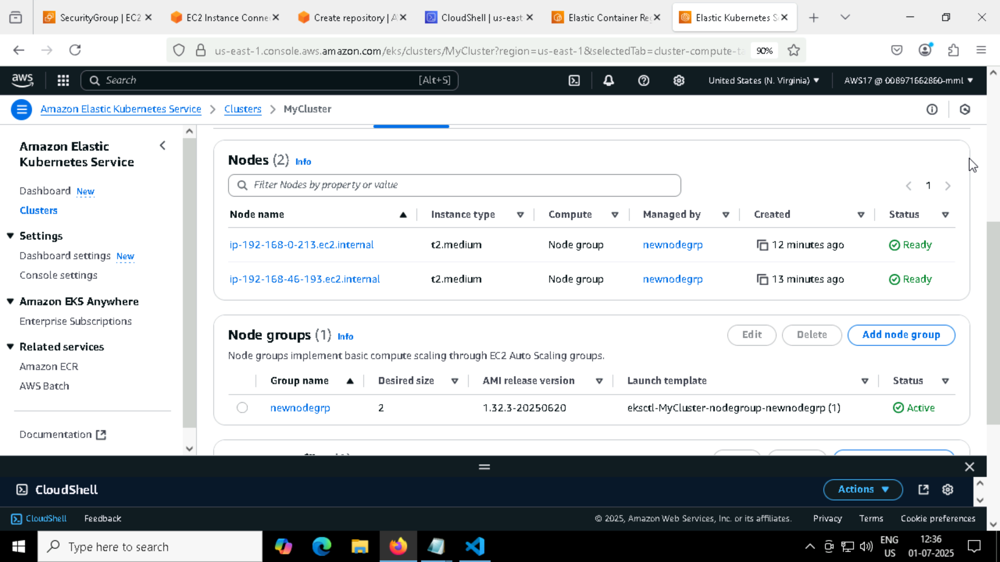 SecurityGroup | EC2
EC2 Instance Conne
Create repository | A
CloudShell | us-east
Elastic Container Re
Elastic Kubernetes S
us-east-1.console.aws.amazon.com/eks/clusters/MyCluster?region=us-east-1&selectedTab=cluster-compute-ta
90%
aws
Search
[Alt+S]
United States (N. Virginia)
AWS17 @ 008971662860-mml
Amazon Elastic Kubernetes Service
Clusters
MyCluster
Amazon Elastic
Kubernetes Service
Dashboard New
Clusters
Settings
Dashboard settings New
Console settings
Amazon EKS Anywhere
Enterprise Subscriptions
Related services
Amazon ECR
AWS Batch
Documentation
Nodes (2) Info
Filter Nodes by property or value
1
Node name Instance type Compute Managed by Created Status
ip-192-168-0-213.ec2.internal t2.medium Node group newnodegrp 12 minutes ago Ready
ip-192-168-46-193.ec2.internal t2.medium Node group newnodegrp 13 minutes ago Ready
Node groups (1) Info
Edit
Delete
Add node group
Node groups implement basic compute scaling through EC2 Auto Scaling groups.
Group name Desired size AMI release version Launch template Status
newnodegrp 2 1.32.3-20250620 eksctl-MyCluster-nodegroup-newnodegrp (1) Active
CloudShell
Actions
CloudShell
Feedback
© 2025, Amazon Web Services, Inc. or its affiliates.
Privacy
Terms
Cookie preferences
Type here to search
ENG
US
12:36
01-07-2025